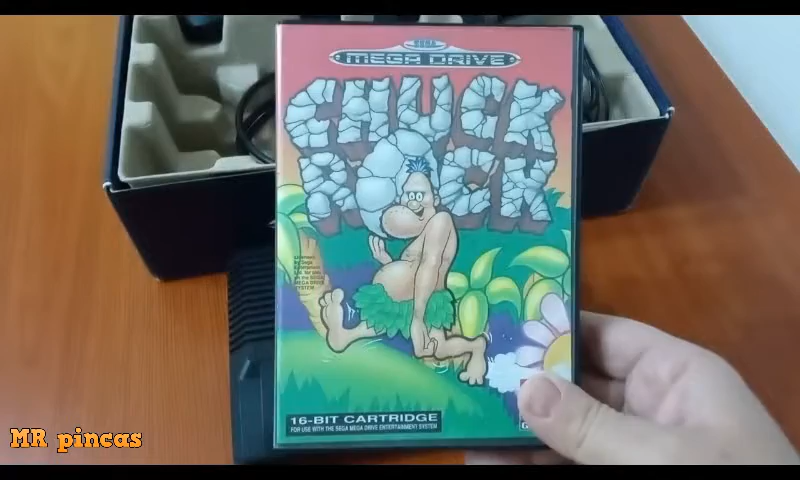 SEGA
MEGA DRIVE
CHUCK
ROCK
16-BIT CARTRIDGE
FOR USE WITH THE SEGA MEGA DRIVE ENTERTAINMENT SYSTEM
MR pincas